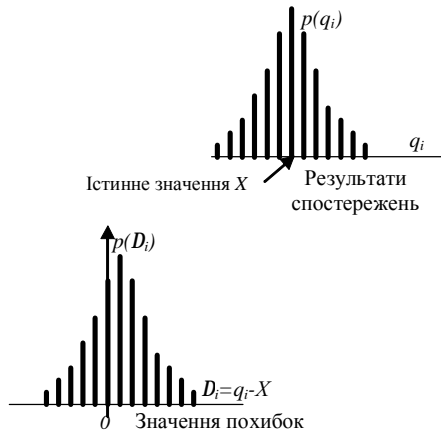 p(qi)
qi
Істинне значення X
Результати
спостережень
p(Di)
Di=qi-X
0
Значення похибок